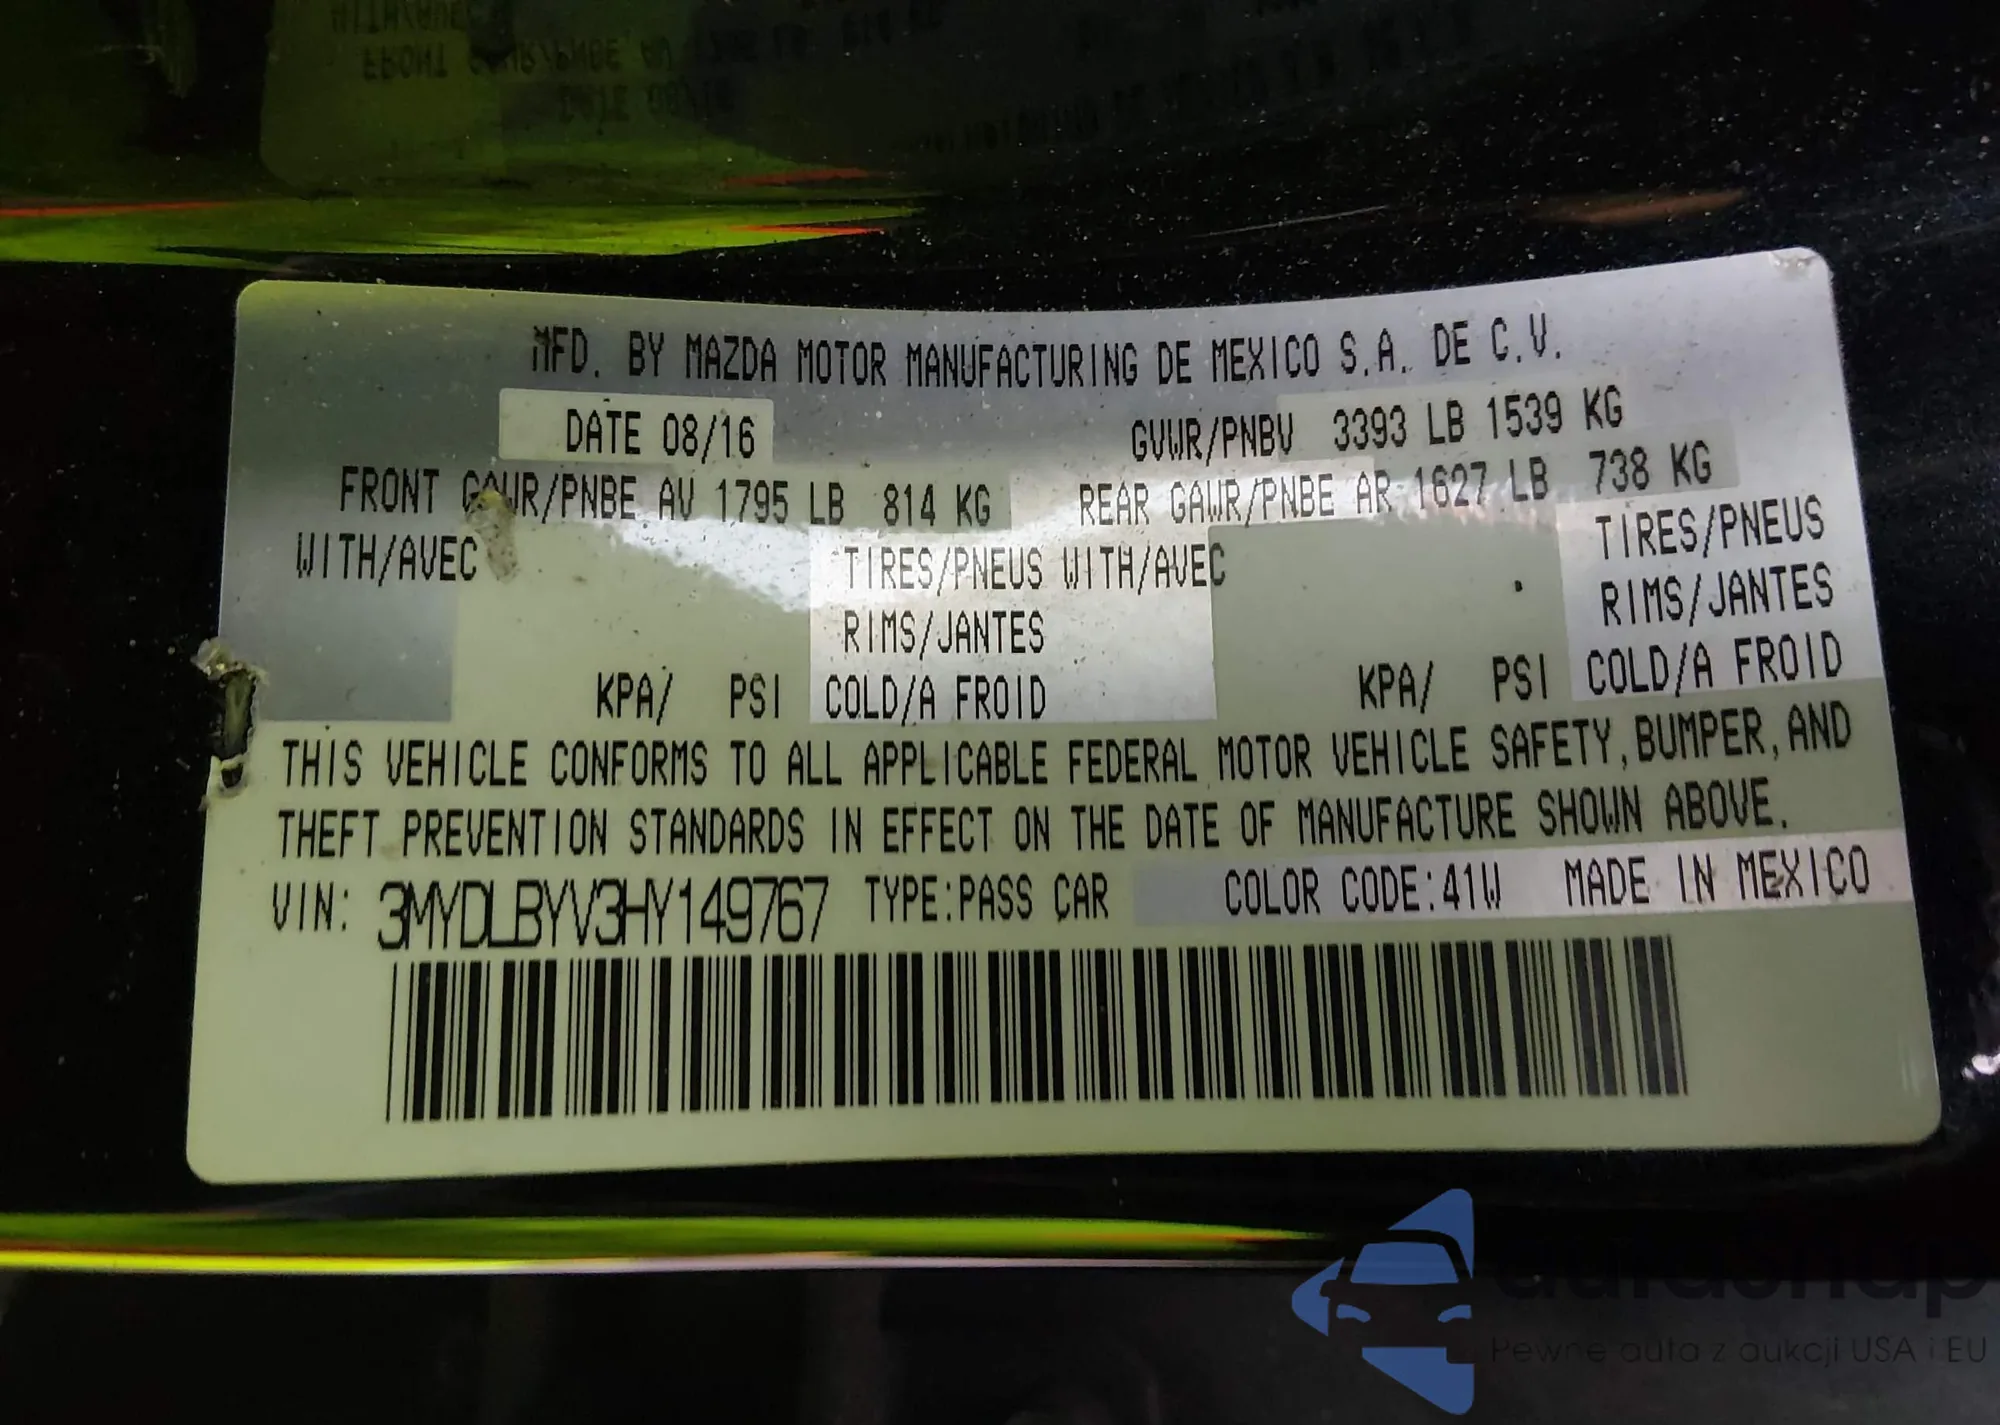 MFD. BY MAZDA MOTOR MANUFACTURING DE MEXICO S.A. DE C.V.
DATE 08/16 GVWR/PNBV 3393 LB 1539 KG
FRONT GAWR/PNBE AV 1795 LB 814 KG REAR GAWR/PNBE AR 1627 LB 738 KG
WITH/AVEC TIRES/PNEUS WITH/AVEC TIRES/PNEUS
RIMS/JANTES RIMS/JANTES
KPA/ PSI COLD/A FROID KPA/ PSI COLD/A FROID
THIS VEHICLE CONFORMS TO ALL APPLICABLE FEDERAL MOTOR VEHICLE SAFETY, BUMPER, AND
THEFT PREVENTION STANDARDS IN EFFECT ON THE DATE OF MANUFACTURE SHOWN ABOVE.
VIN: 3MYDLBYV3HY149767 TYPE:PASS CAR COLOR CODE:41W MADE IN MEXICO
Pewne auta z aukcji USA i EU